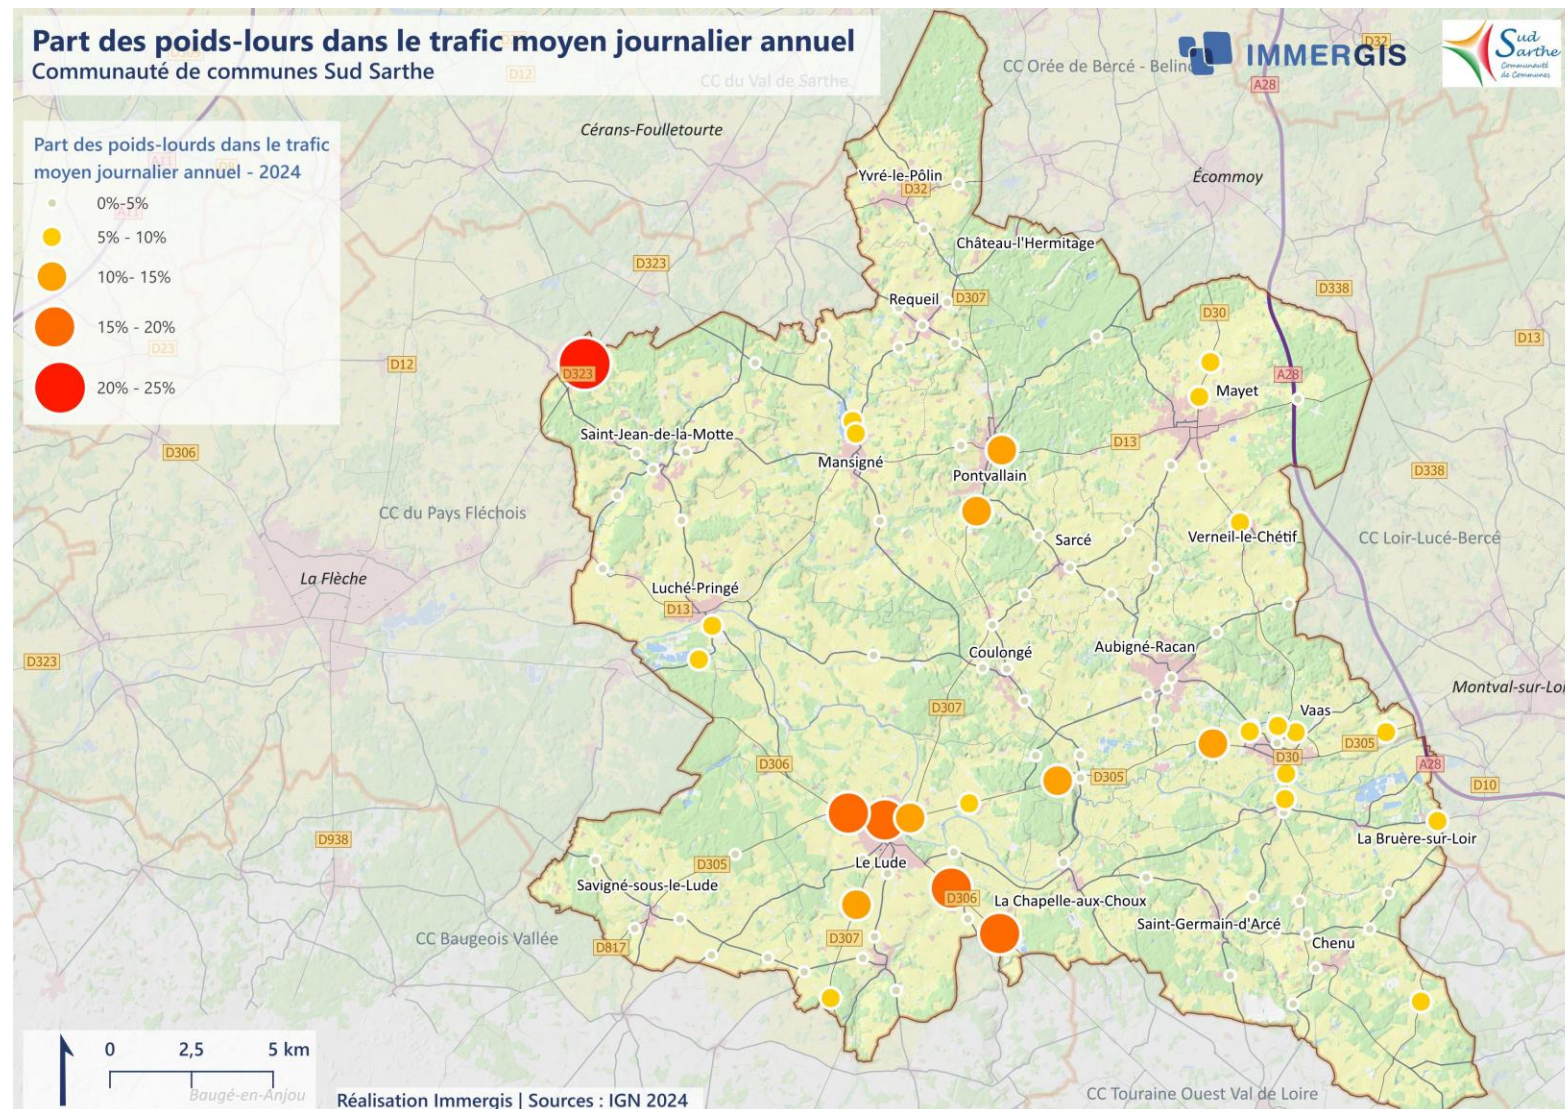 Part des poids-lours dans le trafic moyen journalier annuel
Communauté de communes Sud Sarthe
IMMERGIS
Sud
Sarthe
Communauté
de Communes
Part des poids-lourds dans le trafic
moyen journalier annuel - 2024
0%-5%
5% - 10%
10%- 15%
15% - 20%
20% - 25%
D32
D12
CC du Val de Sarthe
CC Orée de Bercé - Belino
A28
Cérans-Foulletourte
A11
Yvré-le-Pôlin
D32
Écommoy
A11
Château-l'Hermitage
D323
D338
Requeil
D307
D30
D13
D23
D12
D323
A28
Mayet
Saint-Jean-de-la-Motte
D13
D306
Mansigné
Pontvallain
D338
CC du Pays Fléchois
Sarcé
Verneil-le-Chétif
CC Loir-Lucé-Bercé
La Flèche
Luché-Pringé
D13
D323
Coulongé
Aubigné-Racan
Montval-sur-Loi
D307
Vaas
D305
D306
D30
A28
D305
D10
La Bruère-sur-Loir
D938
D305
Le Lude
Savigné-sous-le-Lude
D306
La Chapelle-aux-Choux
Saint-Germain-d'Arcé
CC Baugeois Vallée
D817
D307
Chenu
0
2,5
5 km
Baugé-en-Anjou
CC Touraine Ouest Val de Loire
Réalisation Immergis | Sources : IGN 2024